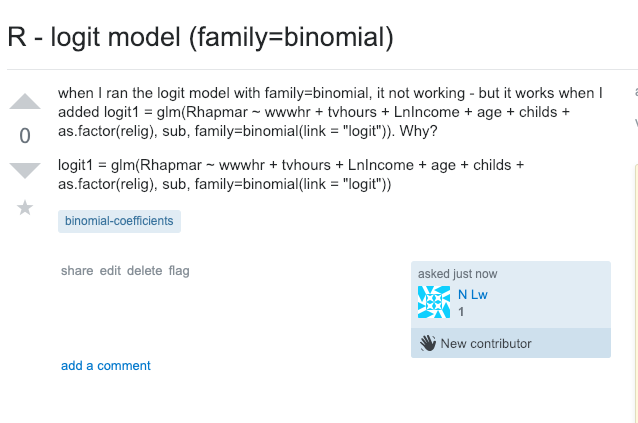 R - logit model (family=binomial)
when I ran the logit model with family=binomial, it not working - but it works when I
added logit1 = glm(Rhapmar ~ wwwhr + tvhours + LnIncome + age + childs +
as.factor(relig), sub, family=binomial(link = "logit")). Why?
0
logit1 = glm(Rhapmar ~ wwwhr + tvhours + LnIncome + age + childs +
as.factor(relig), sub, family=binomial(link = "logit"))
binomial-coefficients
share edit delete flag
asked just now
N Lw
1
New contributor
add a comment